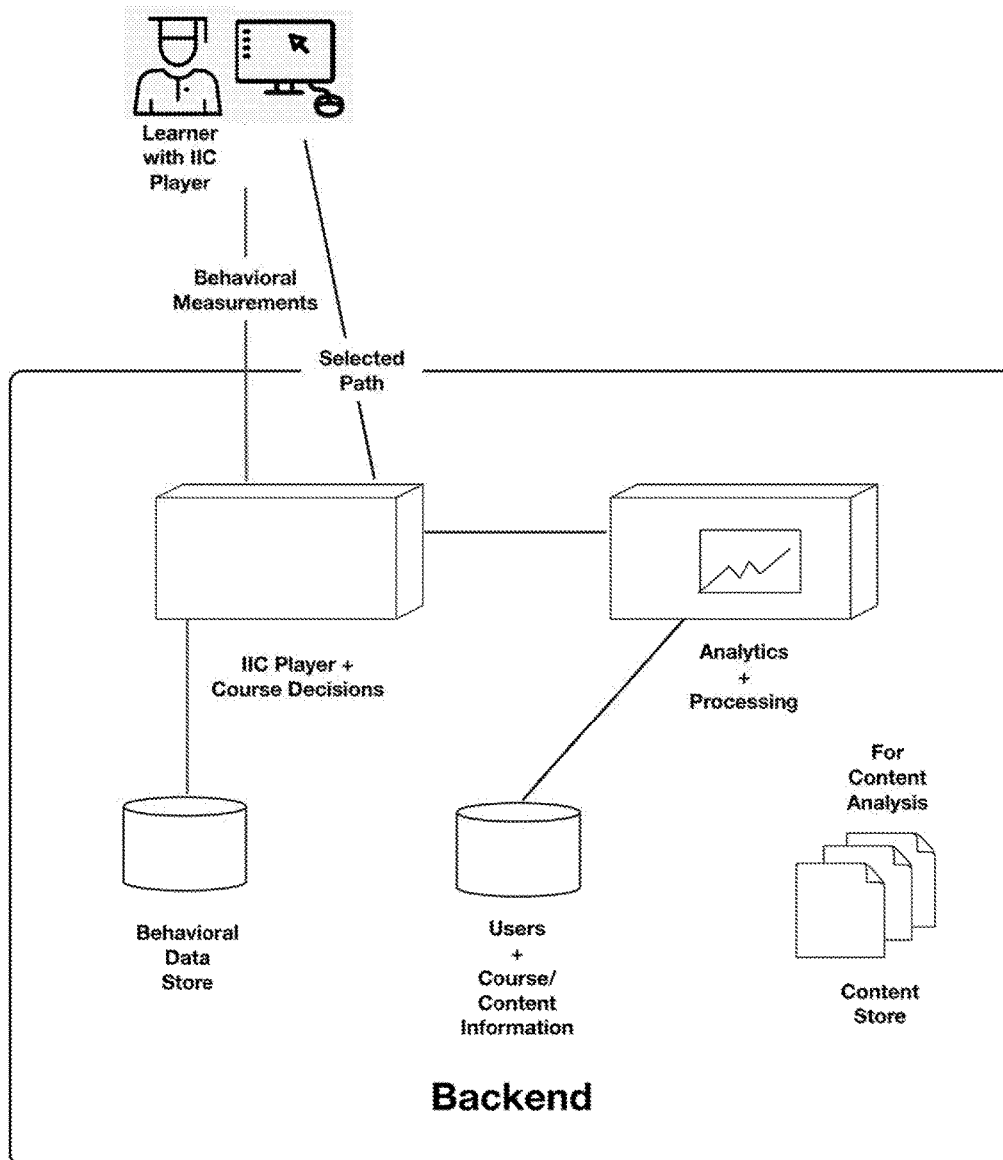 Learner
with IIC
Player
Behavioral
Measurements
Selected
Path
IIC Player +
Course Decisions
Analytics
+
Processing
For
Content
Analysis
Behavioral
Data
Store
Users
+
Course/
Content
Information
Content
Store
Backend